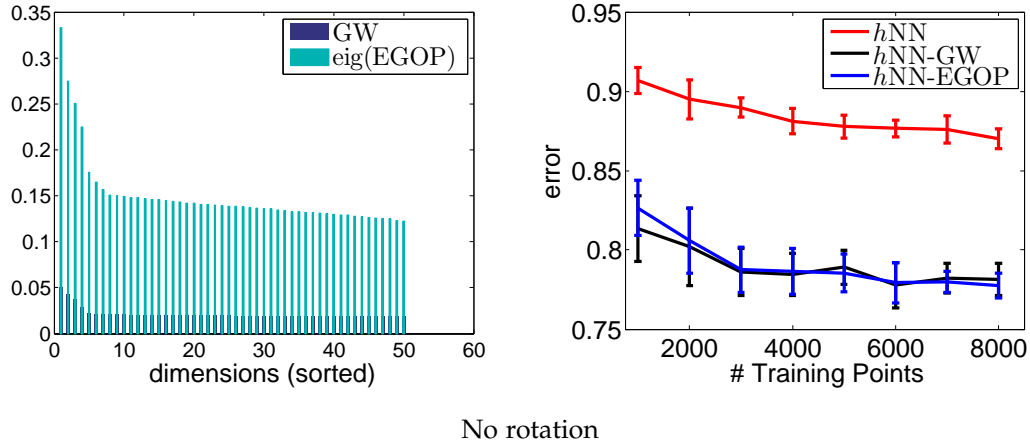 0.35
0.3
0.25
0.2
0.15
0.1
0.05
0
0 10 20 30 40 50 60
dimensions (sorted)
GW
eig(EGOP)
0.95
0.9
0.85
0.8
0.75
error
2000 4000 6000 8000
# Training Points
hNN
hNN-GW
hNN-EGOP
No rotation